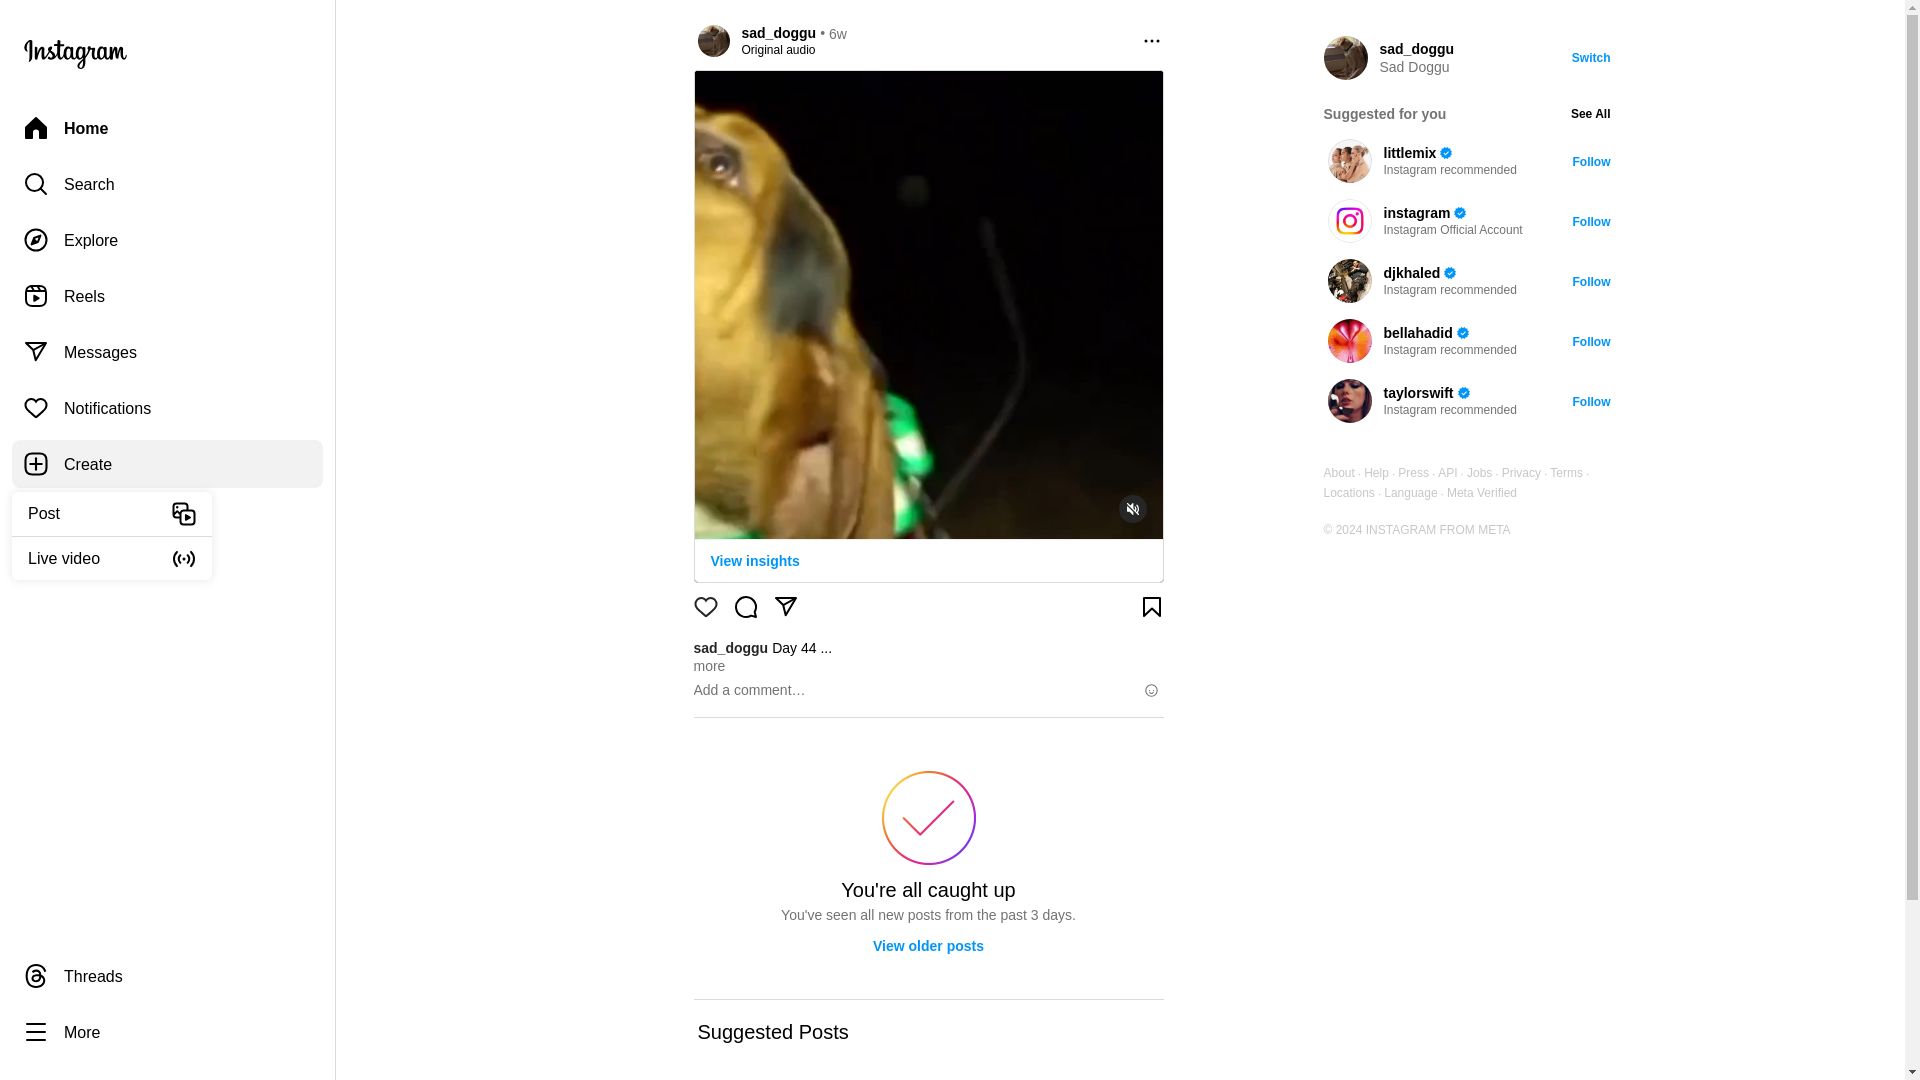 Instagram
Home
Search
Explore
Reels
Messages
Notifications
Create
Post
Live video
Threads
More
sad_doggu • 6w
Original audio
View insights
sad_doggu Day 44 ...
more
Add a comment…
You're all caught up
You've seen all new posts from the past 3 days.
View older posts
Suggested Posts
sad_doggu
Sad Doggu
Switch
Suggested for you
See All
littlemix
Instagram recommended
Follow
instagram
Instagram Official Account
Follow
djkhaled
Instagram recommended
Follow
bellahadid
Instagram recommended
Follow
taylorswift
Instagram recommended
Follow
About · Help · Press · API · Jobs · Privacy · Terms ·
Locations · Language · Meta Verified
© 2024 INSTAGRAM FROM META